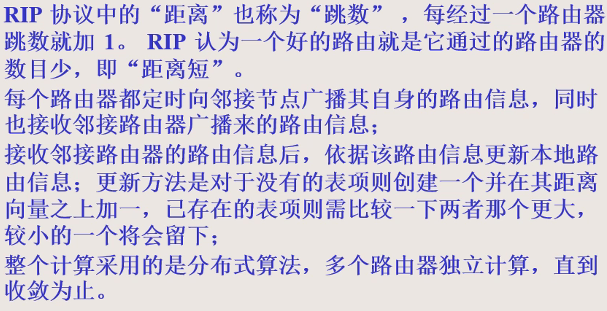 RIP 协议中的“距离”也称为“跳数” ，每经过一个路由器
跳数就加 1。 RIP 认为一个好的路由就是它通过的路由器的
数目少，即“距离短”。
每个路由器都定时向邻接节点广播其自身的路由信息，同时
也接收邻接路由器广播来的路由信息；
接收邻接路由器的路由信息后，依据该路由信息更新本地路
由信息；更新方法是对于没有的表项则创建一个并在其距离
向量之上加一，已存在的表项则需比较一下两者那个更大，
较小的一个将会留下；
整个计算采用的是分布式算法，多个路由器独立计算，直到
收敛为止。